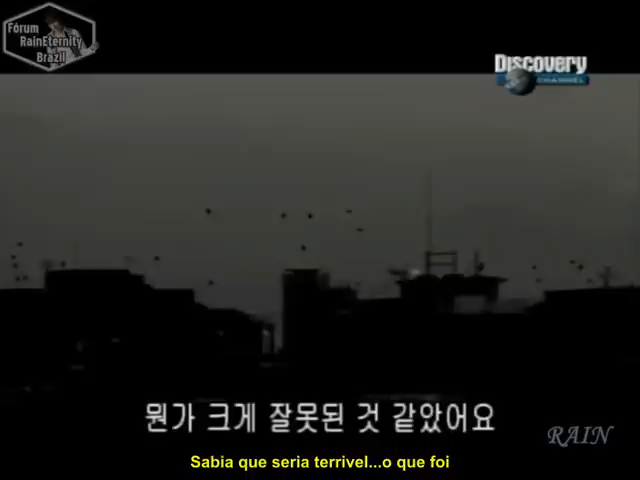 Fórum
RainEternity
Brazil
Discovery
CHANNEL
뭔가 크게 잘못된 것 같았어요
RAIN
Sabia que seria terrivel...o que foi